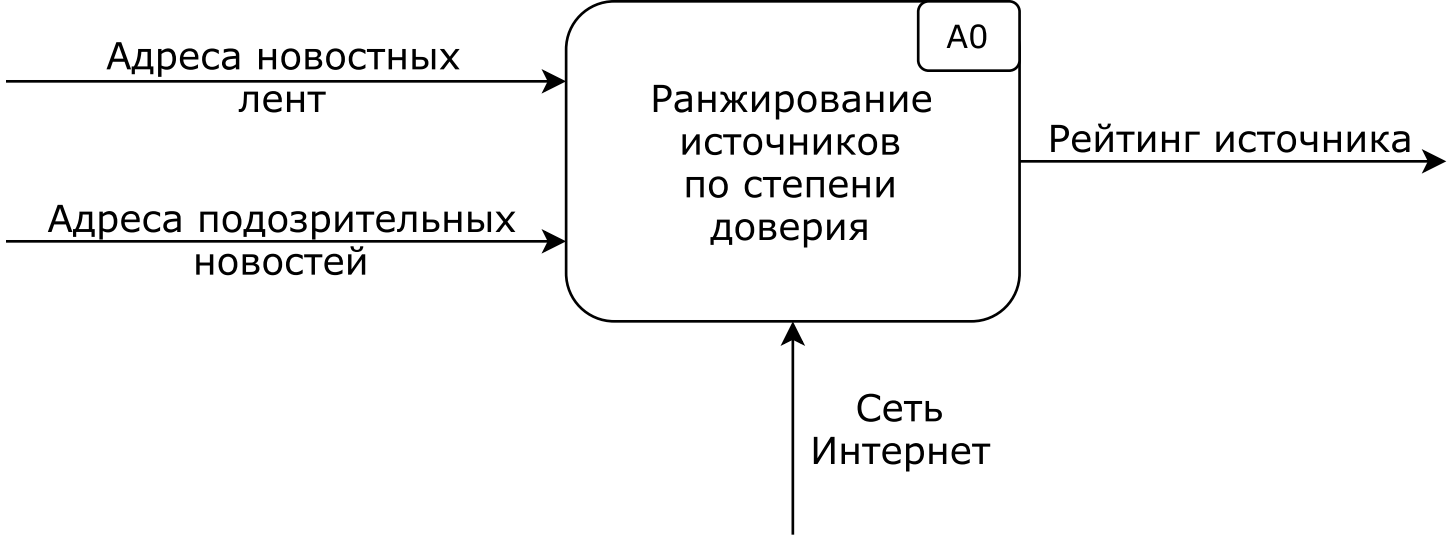 Адреса новостных
лент
Адреса подозрительных
новостей
A0
Ранжирование
источников
по степени
доверия
Рейтинг источника
Сеть
Интернет